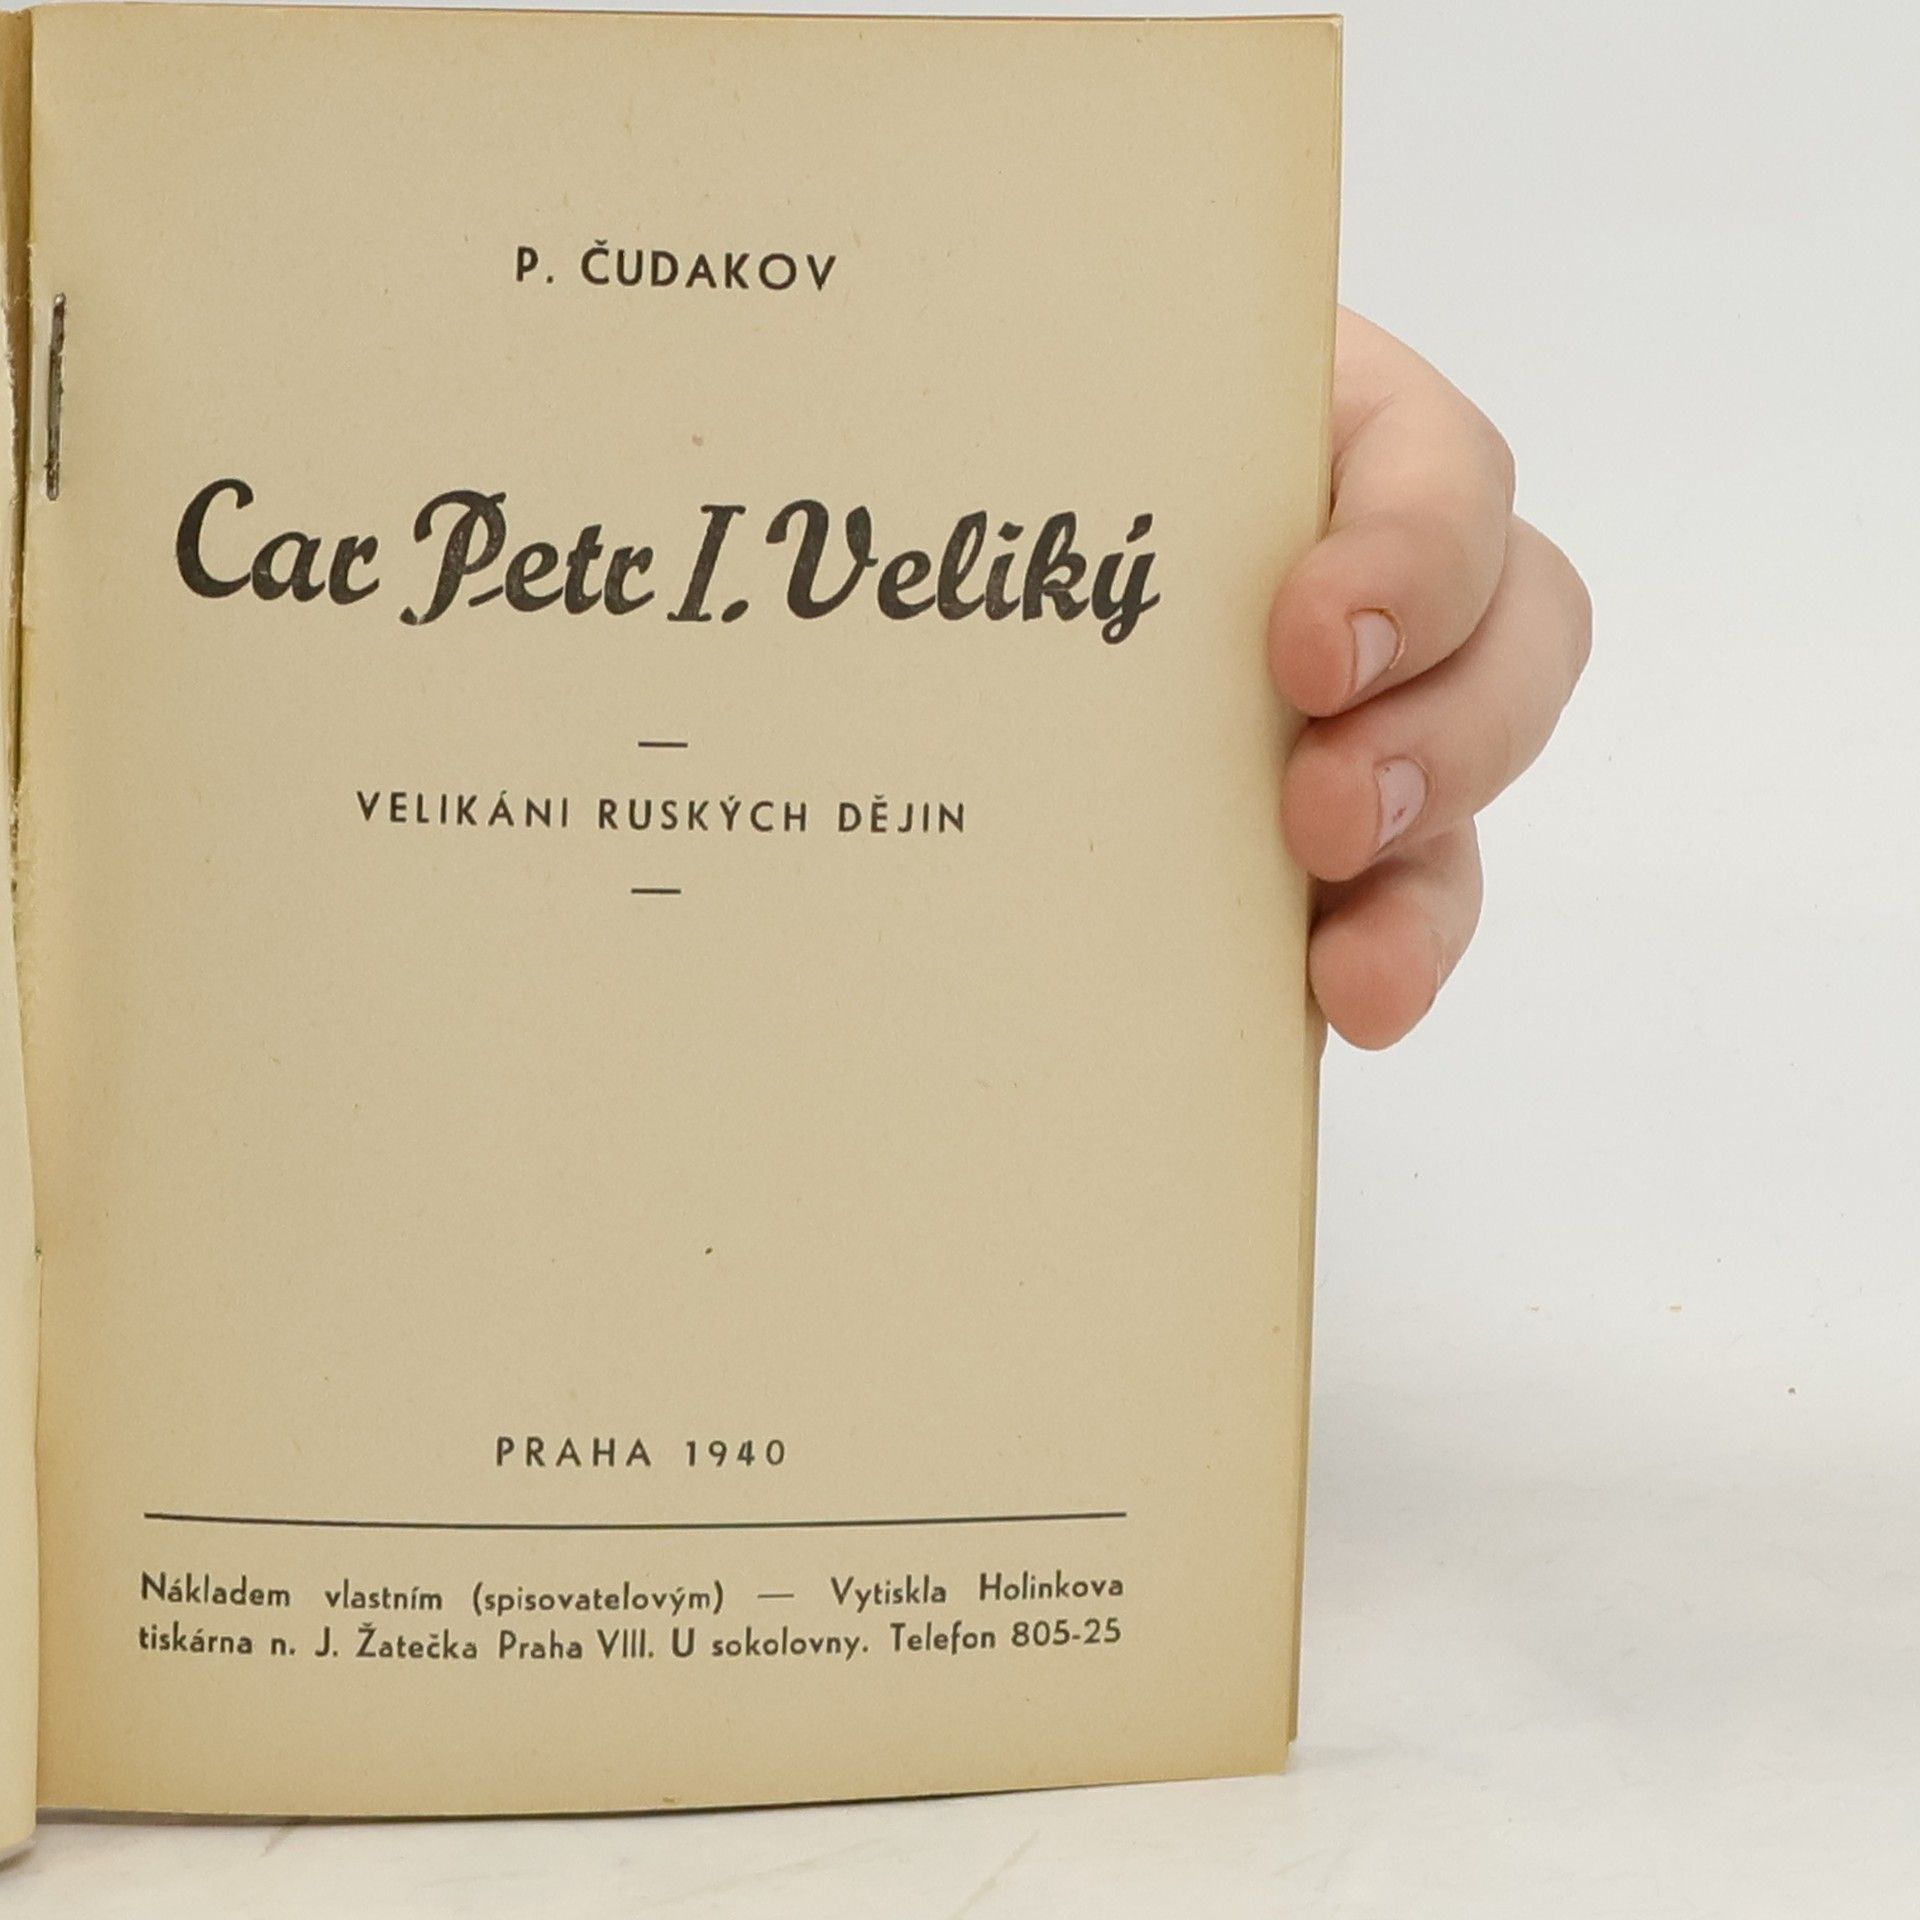 P. ČUDAKOV
Car Petr I. Veliký
—
VELIKÁNI RUSKÝCH DĚJIN
—
PRAHA 1940
Nákladem vlastním (spisovatelovým) — Vytiskla Holinkova
tiskárna n. J. Žatečka Praha VIII. U sokolovny. Telefon 805-25